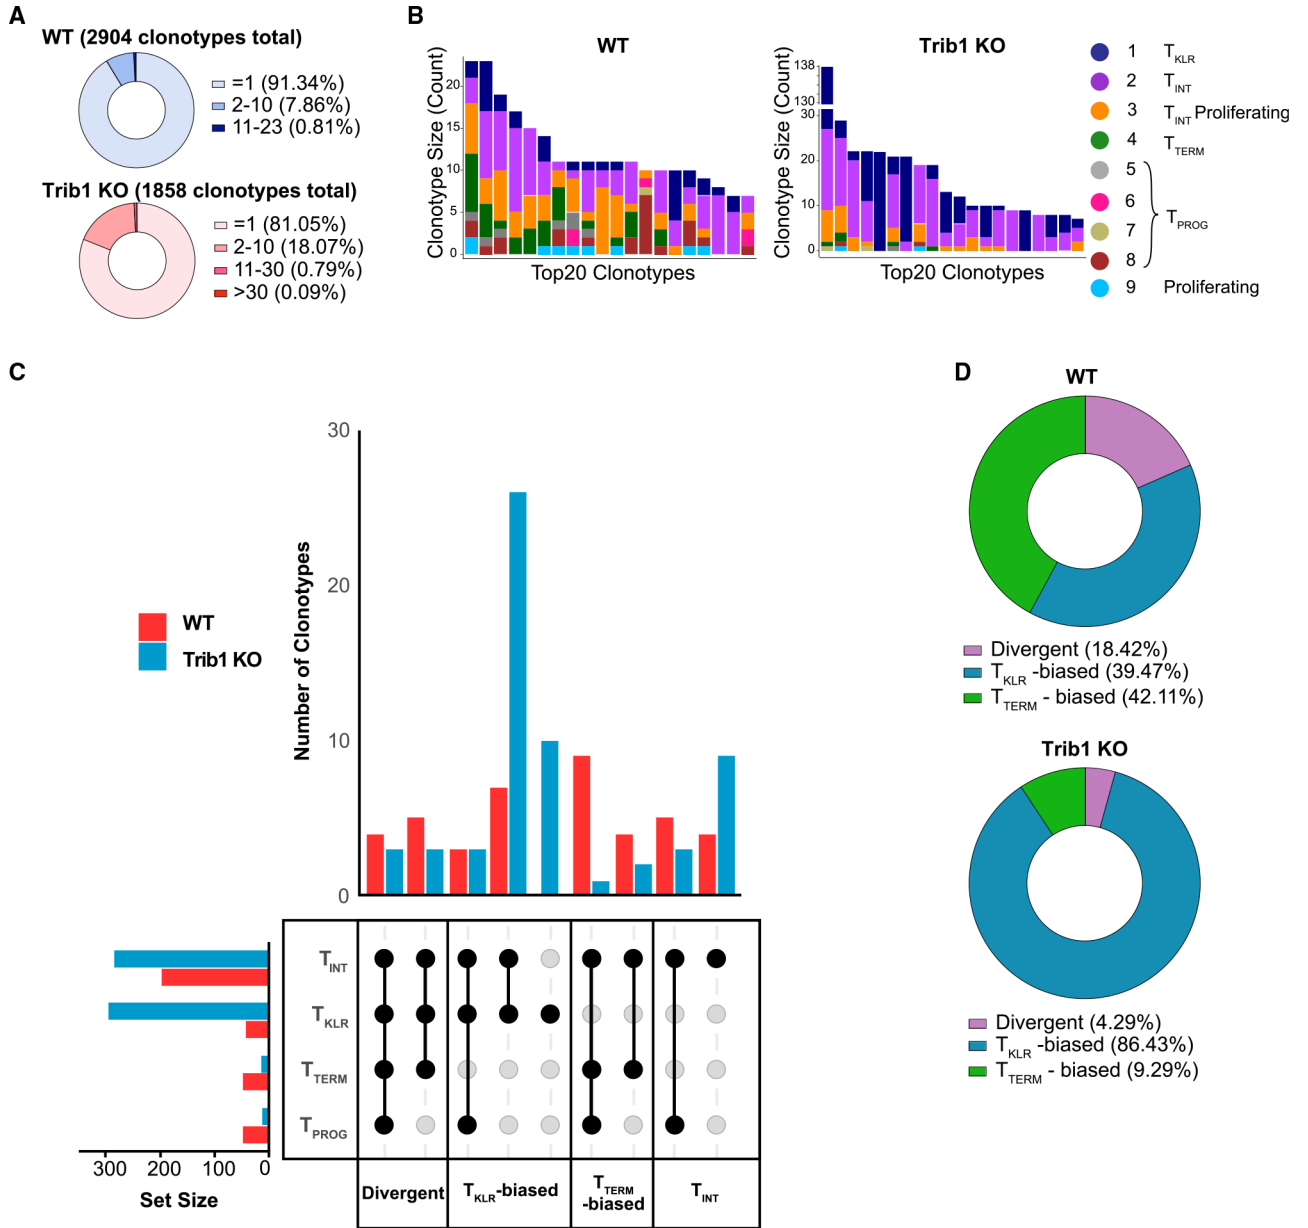 A
WT (2904 clonotypes total)
=1 (91.34%)
2-10 (7.86%)
11-23 (0.81%)
Trib1 KO (1858 clonotypes total)
=1 (81.05%)
2-10 (18.07%)
11-30 (0.79%)
>30 (0.09%)
B
WT
Clonotype Size (Count)
20
15
10
5
0
Top20 Clonotypes
Trib1 KO
Clonotype Size (Count)
138
130
30
20
10
0
Top20 Clonotypes
1 TKLR
2 TINT
3 TINT Proliferating
4 TTERM
5
6
7
8
TPROG
9 Proliferating
C
WT
Trib1 KO
Number of Clonotypes
30
20
10
0
TINT
TKLR
TTERM
TPROG
300 200 100 0
Set Size
Divergent
TKLR-biased
TTERM
-biased
TINT
D
WT
Divergent (18.42%)
TKLR -biased (39.47%)
TTERM - biased (42.11%)
Trib1 KO
Divergent (4.29%)
TKLR -biased (86.43%)
TTERM - biased (9.29%)